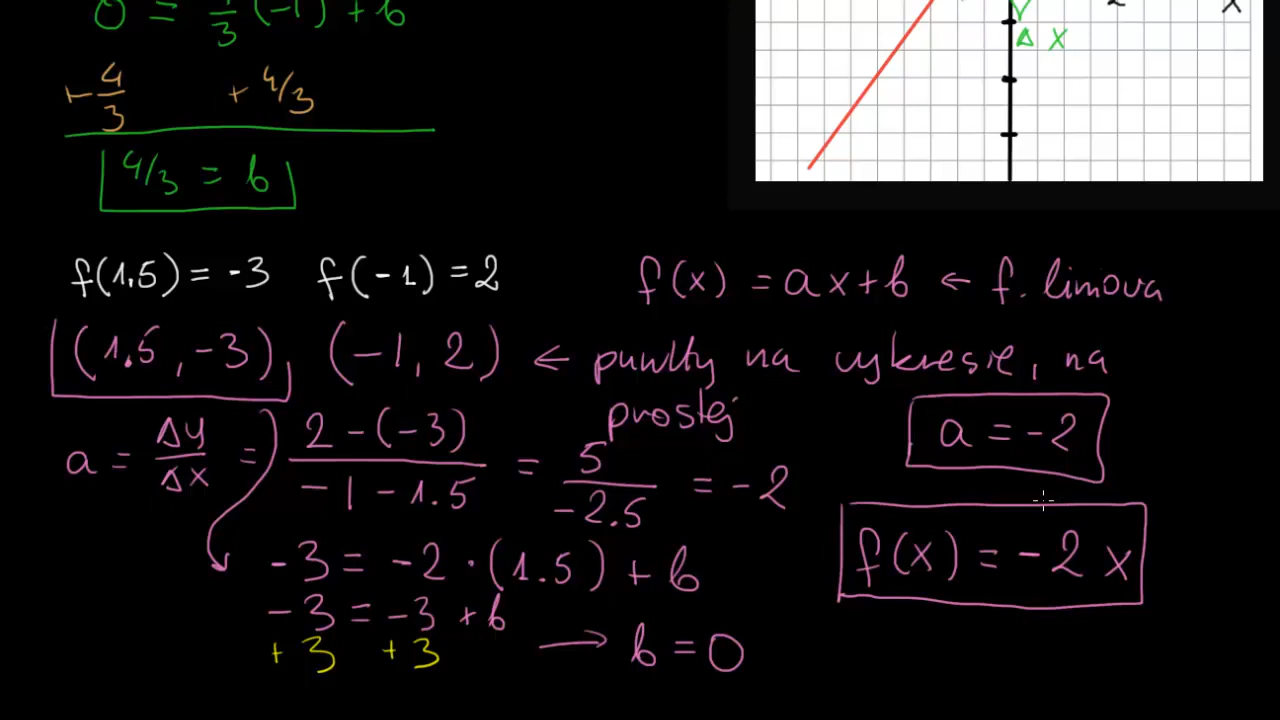 0 = 4/3 (-1) + b
+ 4/3 + 4/3
4/3 = b
Δ x
x
f(1.5) = -3 f(-1) = 2
f(x) = ax+b ← f. liniowa
(1.5, -3), (-1, 2) ← punkty na wykresie, na
prostej
a = Δy/Δx = 2-(-3)/-1-1.5 = 5/-2.5 = -2
a = -2
-3 = -2 · (1.5) + b
f(x) = -2x
-3 = -3 + b
+3 +3 → b = 0